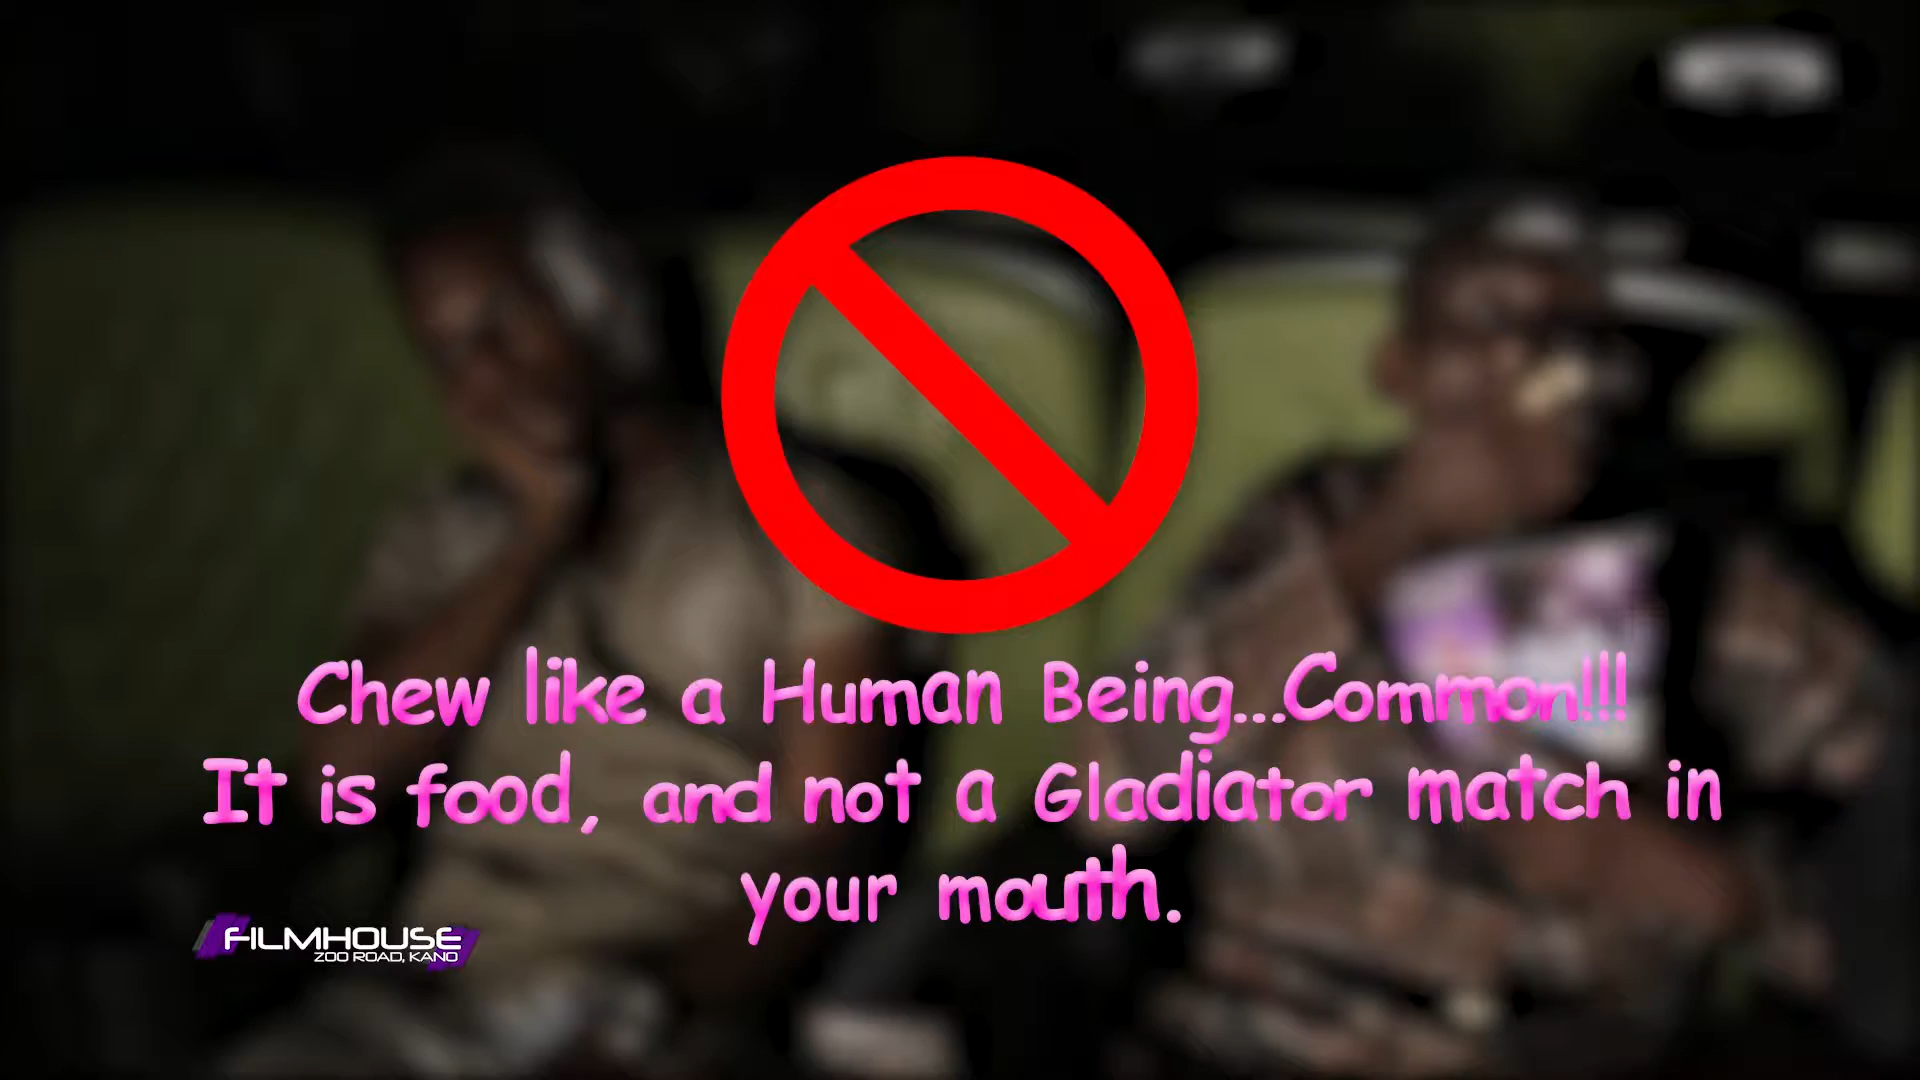 Chew like a Human Being...Common!!!
It is food, and not a Gladiator match in
your mouth.
FILMHOUSE
ZOO ROAD, KANO